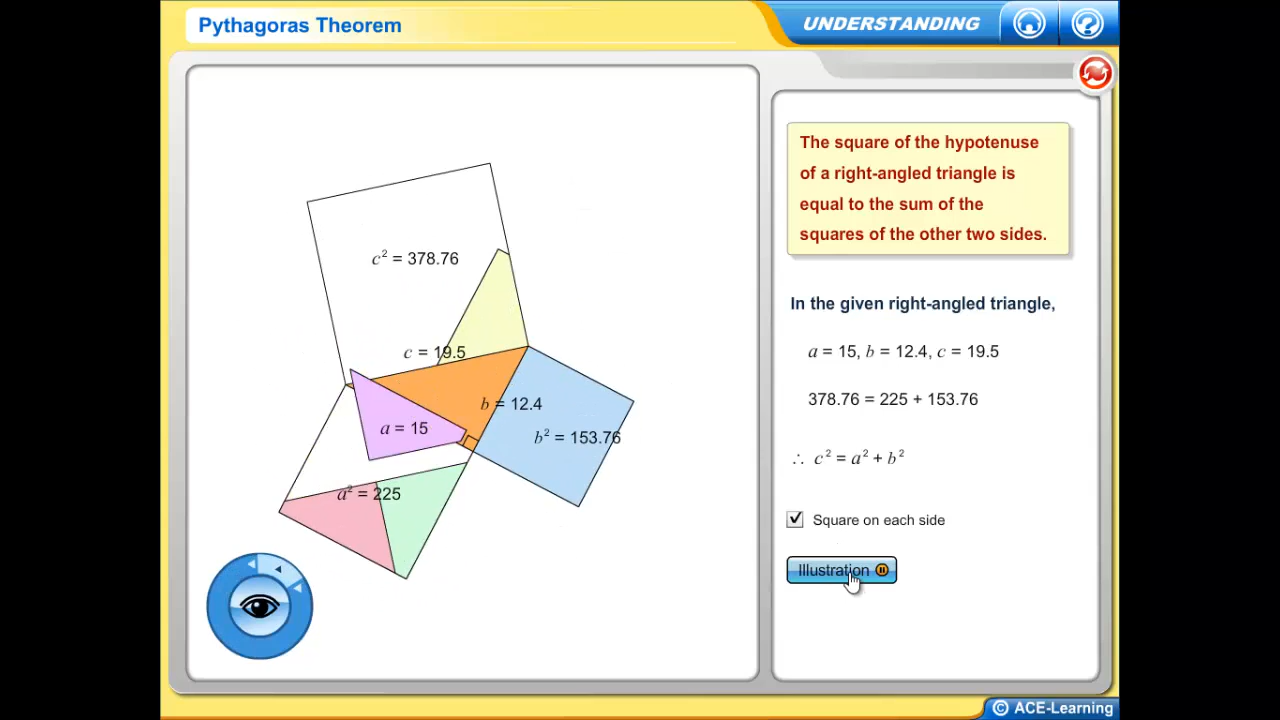 Pythagoras Theorem
UNDERSTANDING
c² = 378.76
c = 19.5
b = 12.4
a = 15
b² = 153.76
a² = 225
The square of the hypotenuse
of a right-angled triangle is
equal to the sum of the
squares of the other two sides.
In the given right-angled triangle,
a = 15, b = 12.4, c = 19.5
378.76 = 225 + 153.76
∴ c² = a² + b²
Square on each side
Illustration
© ACE-Learning